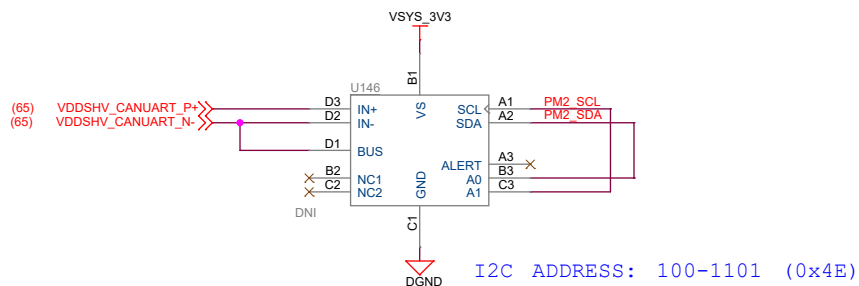 VSYS_3V3
B1
U146
(65) VDDSHV_CANUART_P+ D3 IN+ VS SCL A1 PM2_SCL
(65) VDDSHV_CANUART_N- D2 IN- SDA A2 PM2_SDA
D1 BUS
ALERT A3
B2 NC1 A0 B3
C2 NC2 GND A1 C3
DNI
C1
DGND
I2C ADDRESS: 100-1101 (0x4E)